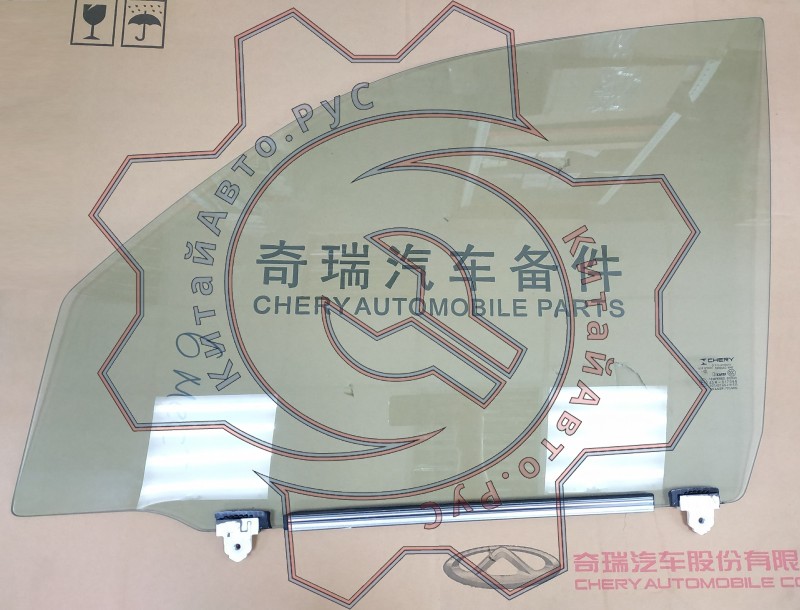 КитайАвто.РуС
奇瑞汽车备件
CHERY AUTOMOBILE PARTS
КитайАвто.РуС
CHERY
奇瑞汽车股份有限
CHERY AUTOMOBILE CO